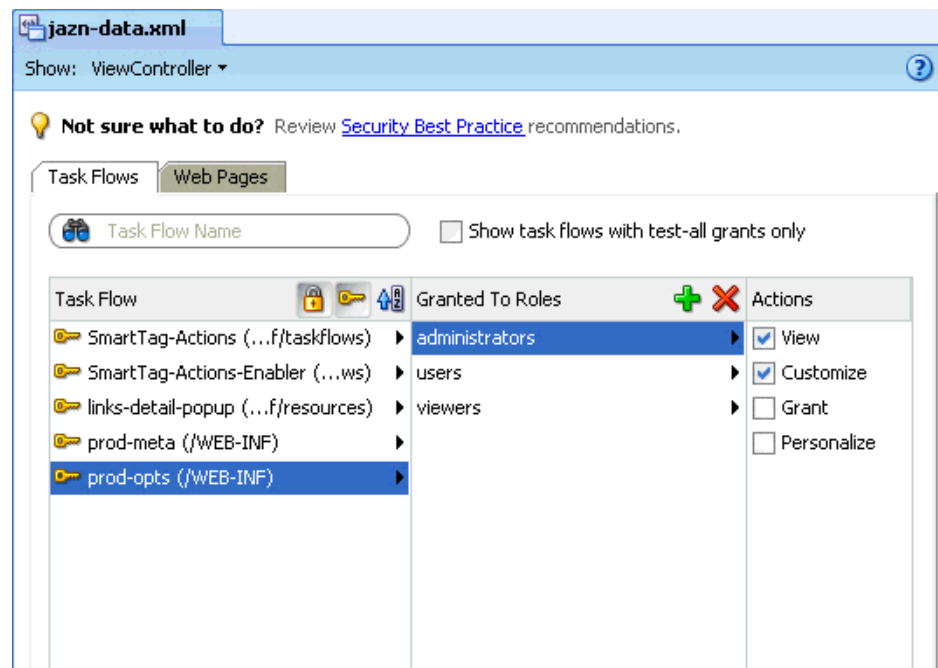 jazn-data.xml
Show: ViewController
Not sure what to do? Review Security Best Practice recommendations.
Task Flows Web Pages
Task Flow Name Show task flows with test-all grants only
Task Flow Granted To Roles Actions
SmartTag-Actions (...f/taskflows) administrators View
SmartTag-Actions-Enabler (...ws) users Customize
links-detail-popup (...f/resources) viewers Grant
prod-meta (/WEB-INF) Personalize
prod-opts (/WEB-INF)